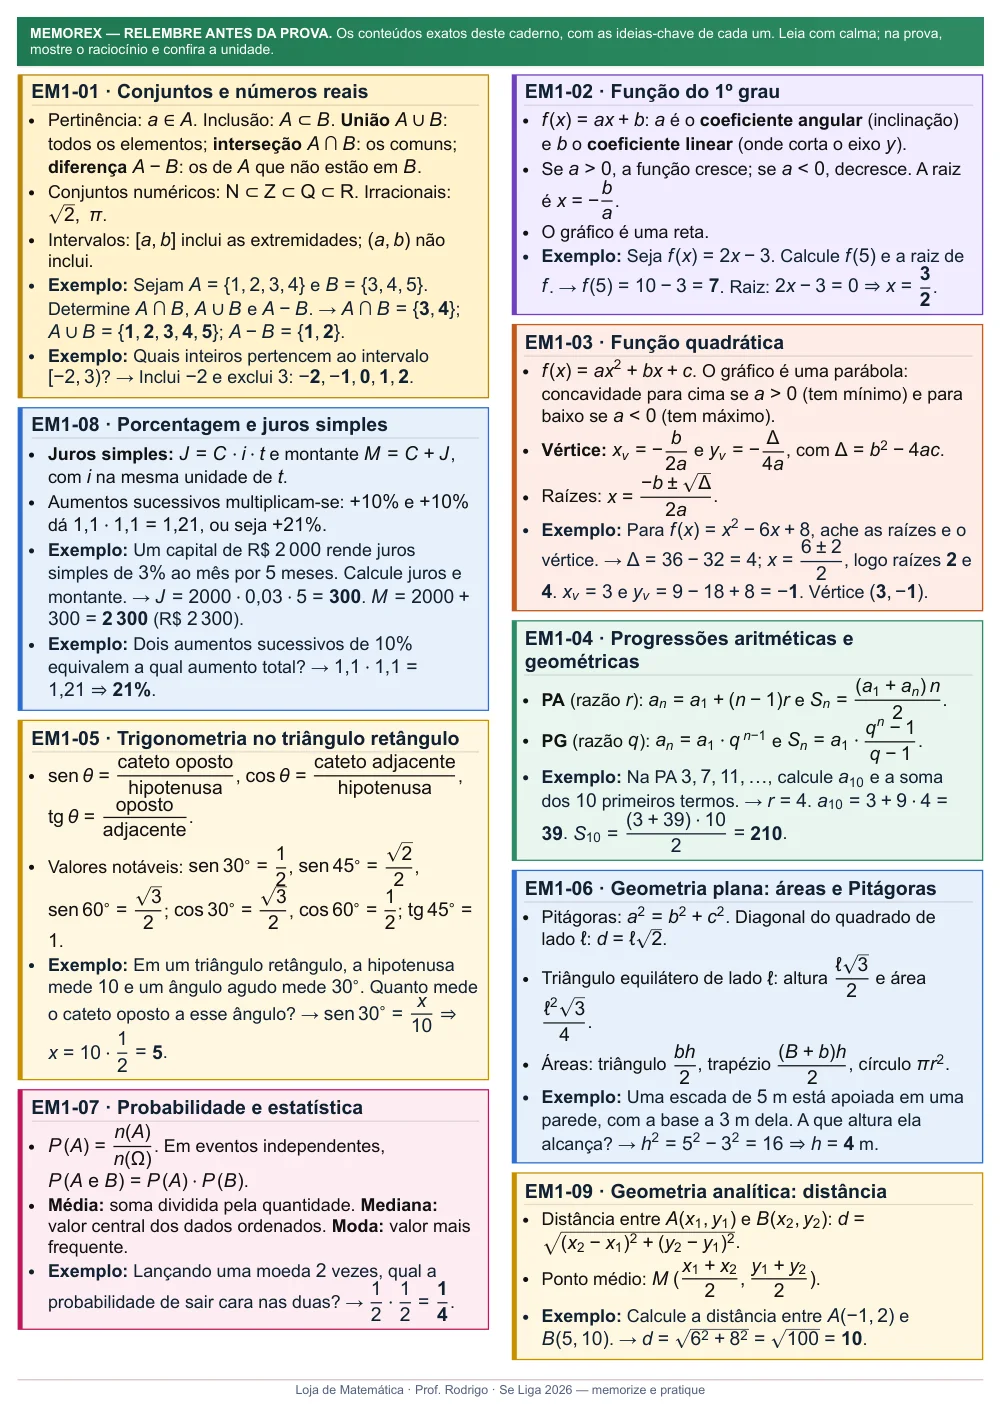 MEMOREX — RELEMBRE ANTES DA PROVA. Os conteúdos exatos deste caderno, com as ideias-chave de cada um. Leia com calma; na prova,
mostre o raciocínio e confira a unidade.
EM1-01 · Conjuntos e números reais
• Pertinência: a ∈ A. Inclusão: A ⊂ B. União A ∪ B:
todos os elementos; interseção A ∩ B: os comuns;
diferença A − B: os de A que não estão em B.
• Conjuntos numéricos: N ⊂ Z ⊂ Q ⊂ R. Irracionais:
√2, π.
• Intervalos: [a, b] inclui as extremidades; (a, b) não
inclui.
• Exemplo: Sejam A = {1, 2, 3, 4} e B = {3, 4, 5}.
Determine A ∩ B, A ∪ B e A − B. → A ∩ B = {3, 4};
A ∪ B = {1, 2, 3, 4, 5}; A − B = {1, 2}.
• Exemplo: Quais inteiros pertencem ao intervalo
[−2, 3)? → Inclui −2 e exclui 3: −2, −1, 0, 1, 2.
EM1-08 · Porcentagem e juros simples
• Juros simples: J = C · i · t e montante M = C + J,
com i na mesma unidade de t.
• Aumentos sucessivos multiplicam-se: +10% e +10%
dá 1,1 · 1,1 = 1,21, ou seja +21%.
• Exemplo: Um capital de R$ 2 000 rende juros
simples de 3% ao mês por 5 meses. Calcule juros e
montante. → J = 2000 · 0,03 · 5 = 300. M = 2000 +
300 = 2 300 (R$ 2 300).
• Exemplo: Dois aumentos sucessivos de 10%
equivalem a qual aumento total? → 1,1 · 1,1 =
1,21 ⇒ 21%.
EM1-05 · Trigonometria no triângulo retângulo
• sen θ = cateto oposto/hipotenusa, cos θ = cateto adjacente/hipotenusa,
tg θ = oposto/adjacente.
• Valores notáveis: sen 30° = 1/2, sen 45° = √2/2,
sen 60° = √3/2; cos 30° = √3/2, cos 60° = 1/2; tg 45° =
1.
• Exemplo: Em um triângulo retângulo, a hipotenusa
mede 10 e um ângulo agudo mede 30°. Quanto mede
o cateto oposto a esse ângulo? → sen 30° = x/10 ⇒
x = 10 · 1/2 = 5.
EM1-07 · Probabilidade e estatística
• P(A) = n(A)/n(Ω). Em eventos independentes,
P(A e B) = P(A) · P(B).
• Média: soma dividida pela quantidade. Mediana:
valor central dos dados ordenados. Moda: valor mais
frequente.
• Exemplo: Lançando uma moeda 2 vezes, qual a
probabilidade de sair cara nas duas? → 1/2 · 1/2 = 1/4.
EM1-02 · Função do 1º grau
• f(x) = ax + b: a é o coeficiente angular (inclinação)
e b o coeficiente linear (onde corta o eixo y).
• Se a > 0, a função cresce; se a < 0, decresce. A raiz
é x = −b/a.
• O gráfico é uma reta.
• Exemplo: Seja f(x) = 2x − 3. Calcule f(5) e a raiz de
f. → f(5) = 10 − 3 = 7. Raiz: 2x − 3 = 0 ⇒ x = 3/2.
EM1-03 · Função quadrática
• f(x) = ax² + bx + c. O gráfico é uma parábola:
concavidade para cima se a > 0 (tem mínimo) e para
baixo se a < 0 (tem máximo).
• Vértice: xᵥ = −b/2a e yᵥ = −Δ/4a, com Δ = b² − 4ac.
• Raízes: x = (−b ± √Δ)/2a.
• Exemplo: Para f(x) = x² − 6x + 8, ache as raízes e o
vértice. → Δ = 36 − 32 = 4; x = (6 ± 2)/2, logo raízes 2 e
4. xᵥ = 3 e yᵥ = 9 − 18 + 8 = −1. Vértice (3, −1).
EM1-04 · Progressões aritméticas e
geométricas
• PA (razão r): aₙ = a₁ + (n − 1)r e Sₙ = (a₁ + aₙ) n/2.
• PG (razão q): aₙ = a₁ · qⁿ⁻¹ e Sₙ = a₁ · (qⁿ − 1)/(q − 1).
• Exemplo: Na PA 3, 7, 11, …, calcule a₁₀ e a soma
dos 10 primeiros termos. → r = 4. a₁₀ = 3 + 9 · 4 =
39. S₁₀ = (3 + 39) · 10/2 = 210.
EM1-06 · Geometria plana: áreas e Pitágoras
• Pitágoras: a² = b² + c². Diagonal do quadrado de
lado ℓ: d = ℓ√2.
• Triângulo equilátero de lado ℓ: altura ℓ√3/2 e área
ℓ²√3/4.
• Áreas: triângulo bh/2, trapézio (B + b)h/2, círculo πr².
• Exemplo: Uma escada de 5 m está apoiada em uma
parede, com a base a 3 m dela. A que altura ela
alcança? → h² = 5² − 3² = 16 ⇒ h = 4 m.
EM1-09 · Geometria analítica: distância
• Distância entre A(x₁, y₁) e B(x₂, y₂): d =
√((x₂ − x₁)² + (y₂ − y₁)²).
• Ponto médio: M ((x₁ + x₂)/2, (y₁ + y₂)/2).
• Exemplo: Calcule a distância entre A(−1, 2) e
B(5, 10). → d = √(6² + 8²) = √100 = 10.
Loja de Matemática · Prof. Rodrigo · Se Liga 2026 — memorize e pratique